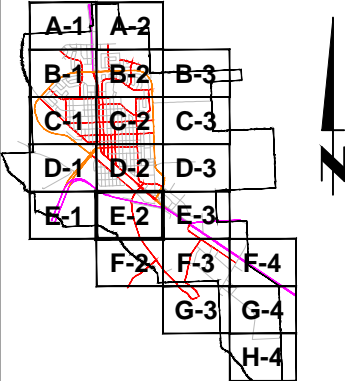 A-1 A-2
B-1 B-2 B-3
C-1 C-2 C-3
D-1 D-2 D-3
E-1 E-2 E-3
F-2 F-3 F-4
G-3 G-4
H-4
N